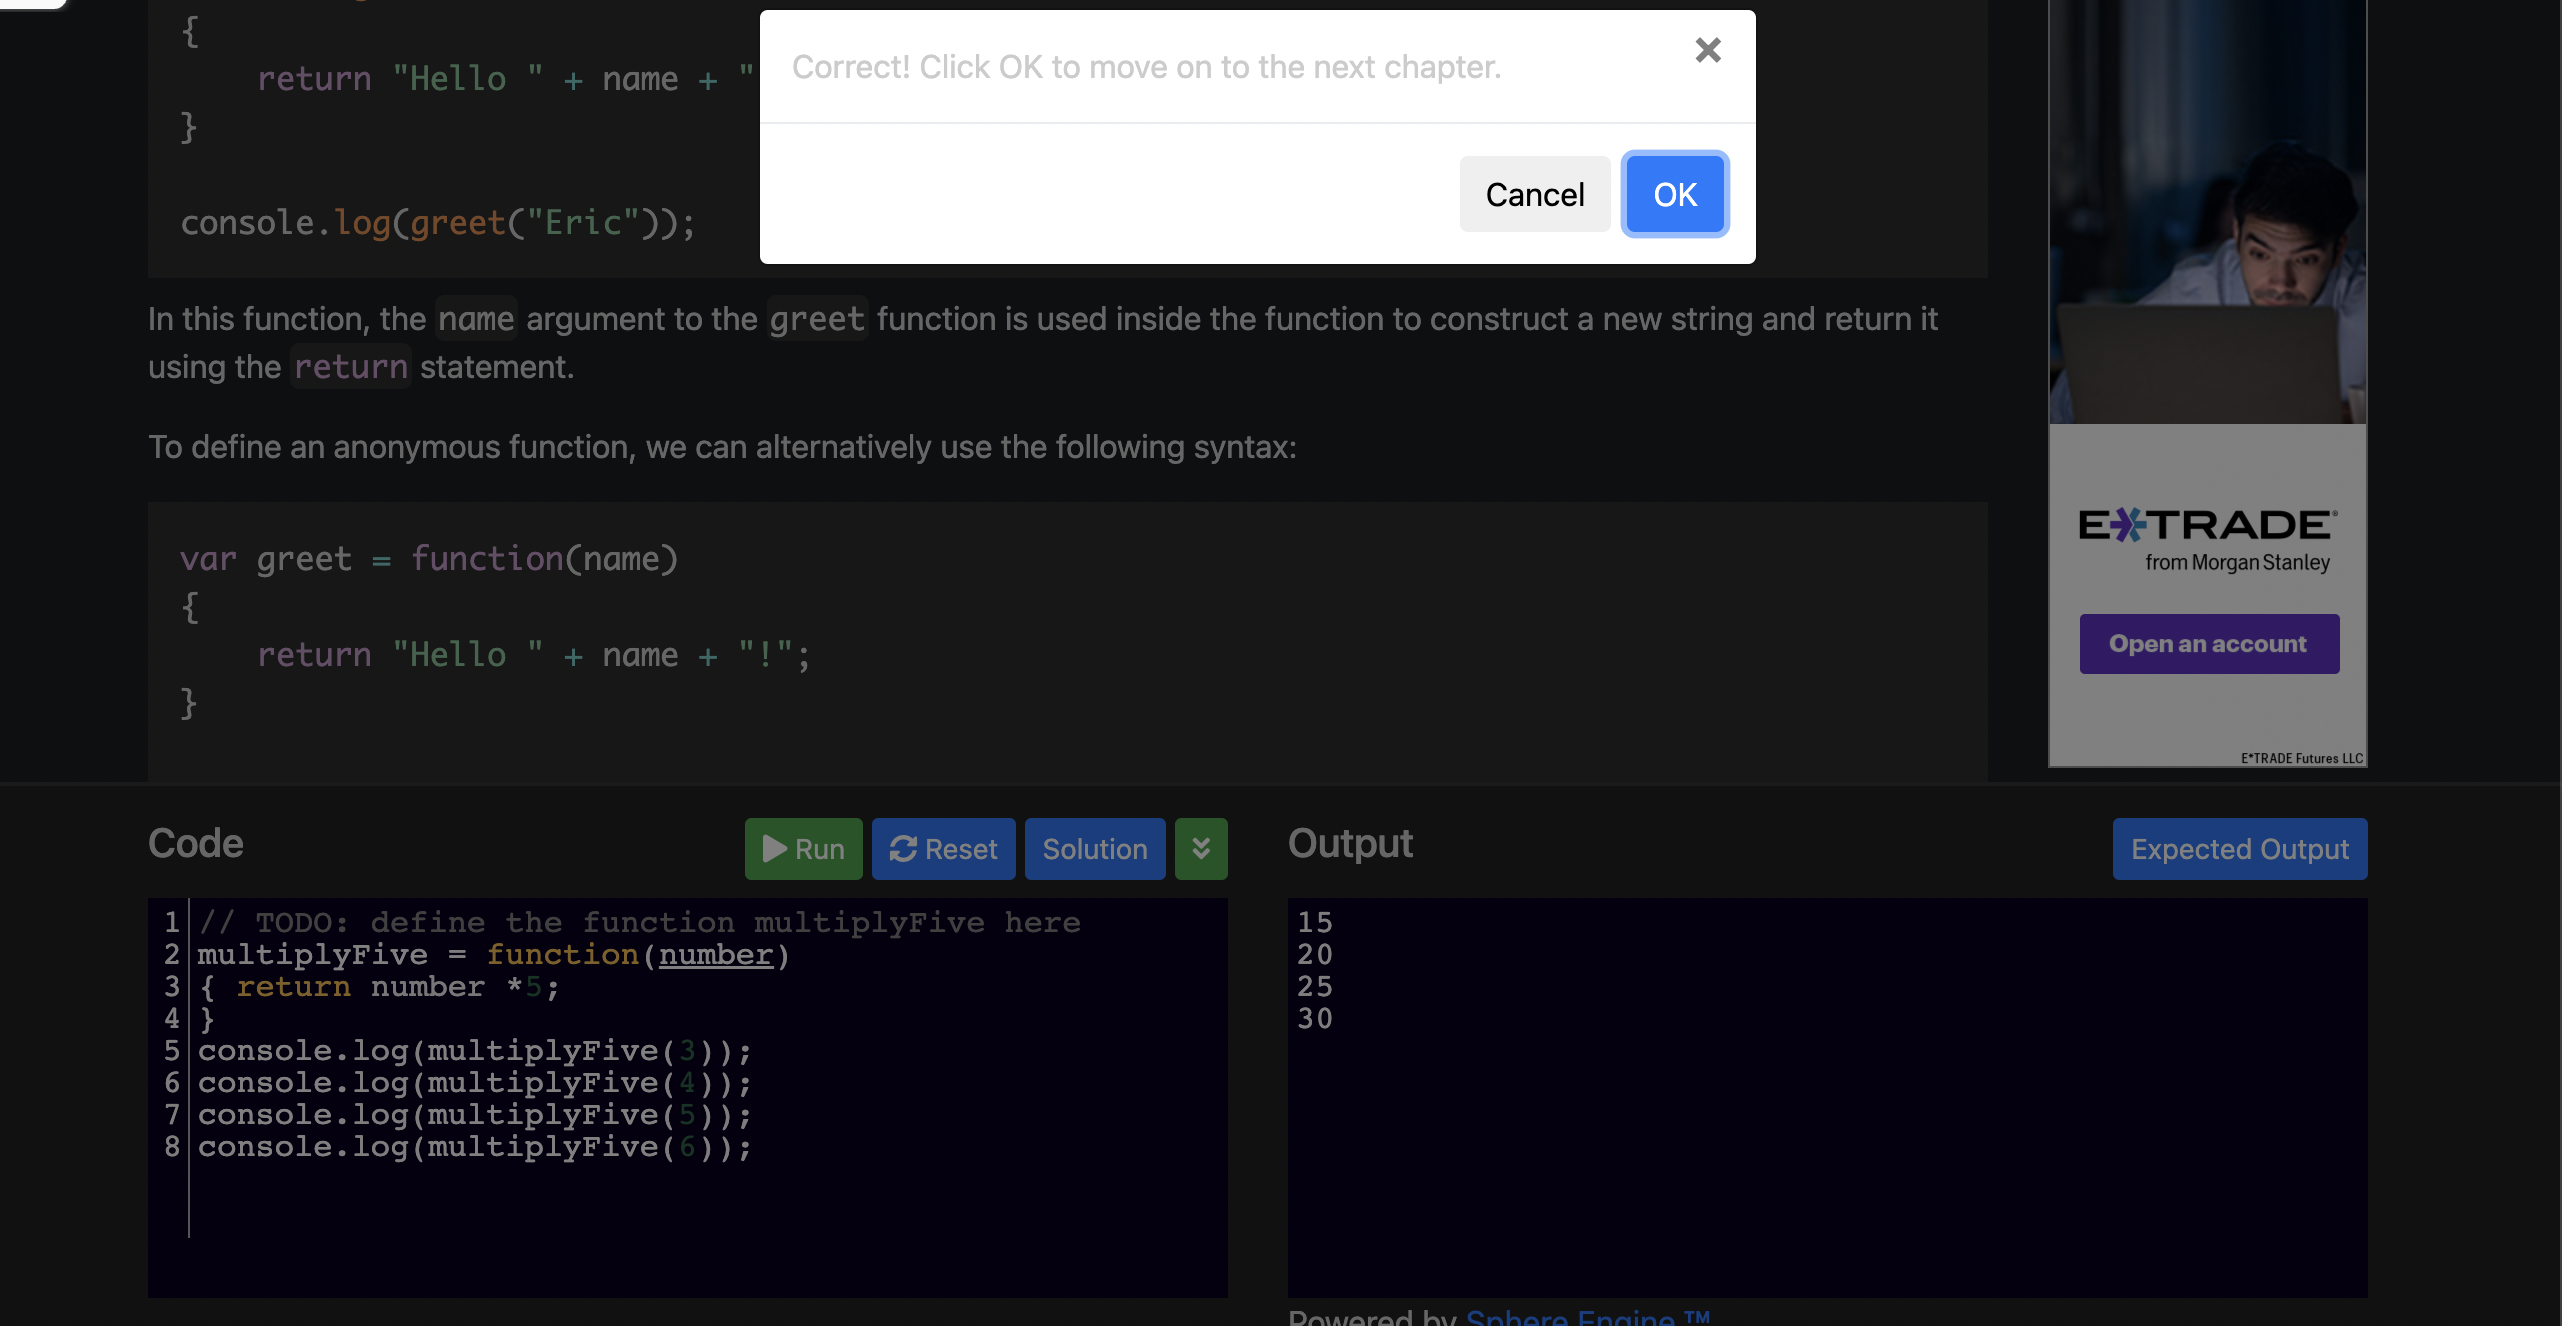 {
return "Hello " + name + "
}
console.log(greet("Eric"));
Correct! Click OK to move on to the next chapter.
×
Cancel OK
In this function, the name argument to the greet function is used inside the function to construct a new string and return it
using the return statement.
To define an anonymous function, we can alternatively use the following syntax:
var greet = function(name)
{
return "Hello " + name + "!";
}
E*TRADE
from Morgan Stanley
Open an account
E*TRADE Futures LLC
Code
Run Reset Solution
1 // TODO: define the function multiplyFive here
2 multiplyFive = function(number)
3 { return number *5;
4 }
5 console.log(multiplyFive(3));
6 console.log(multiplyFive(4));
7 console.log(multiplyFive(5));
8 console.log(multiplyFive(6));
Output
Expected Output
15
20
25
30
Powered by Sphere Engine ™